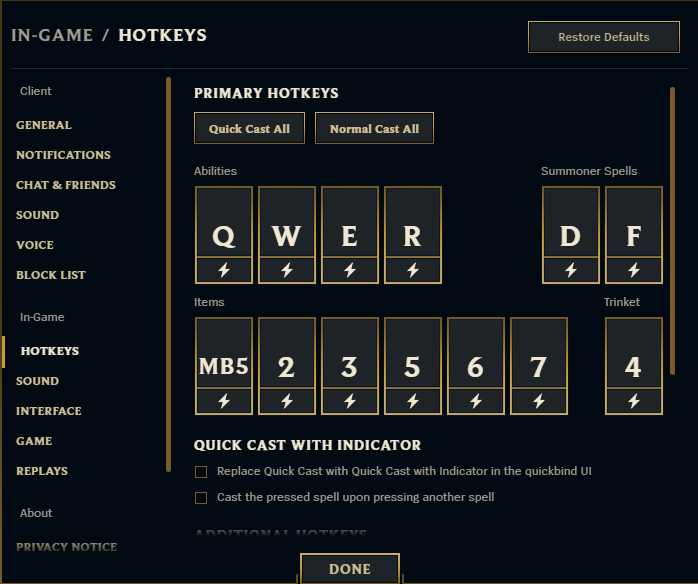 IN-GAME / HOTKEYS
Restore Defaults
Client
GENERAL
NOTIFICATIONS
CHAT & FRIENDS
SOUND
VOICE
BLOCK LIST
In-Game
HOTKEYS
SOUND
INTERFACE
GAME
REPLAYS
About
PRIVACY NOTICE
PRIMARY HOTKEYS
Quick Cast All Normal Cast All
Abilities Summoner Spells
Q W E R D F
Items Trinket
MB5 2 3 5 6 7 4
QUICK CAST WITH INDICATOR
Replace Quick Cast with Quick Cast with Indicator in the quickbind UI
Cast the pressed spell upon pressing another spell
ADDITIONAL HOTKEYS
DONE